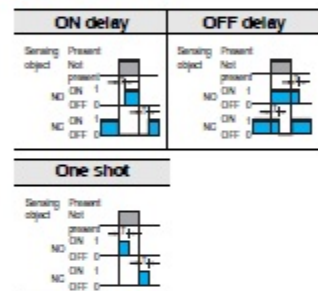 ON delay
OFF delay
Sensing object
Present
Not present
NO ON 1
OFF 0
NC ON 1
OFF 0
Sensing object
Present
Not present
NO ON 1
OFF 0
NC ON 1
OFF 0
One shot
Sensing object
Present
Not present
NO ON 1
OFF 0
NC ON 1
OFF 0